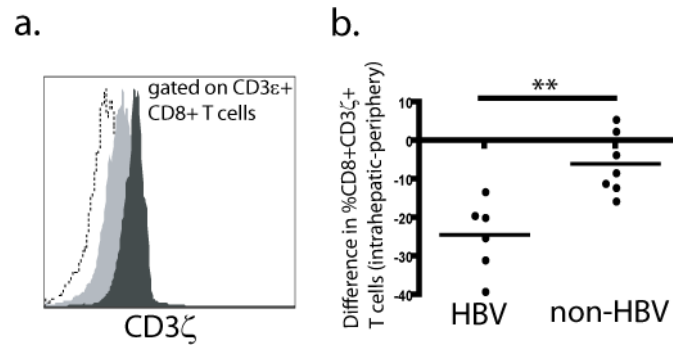 a.
gated on CD3ε+
CD8+ T cells
CD3ζ
b.
**
Difference in %CD8+CD3ζ+
T cells (intrahepatic-periphery)
10
0
-10
-20
-30
-40
HBV
non-HBV